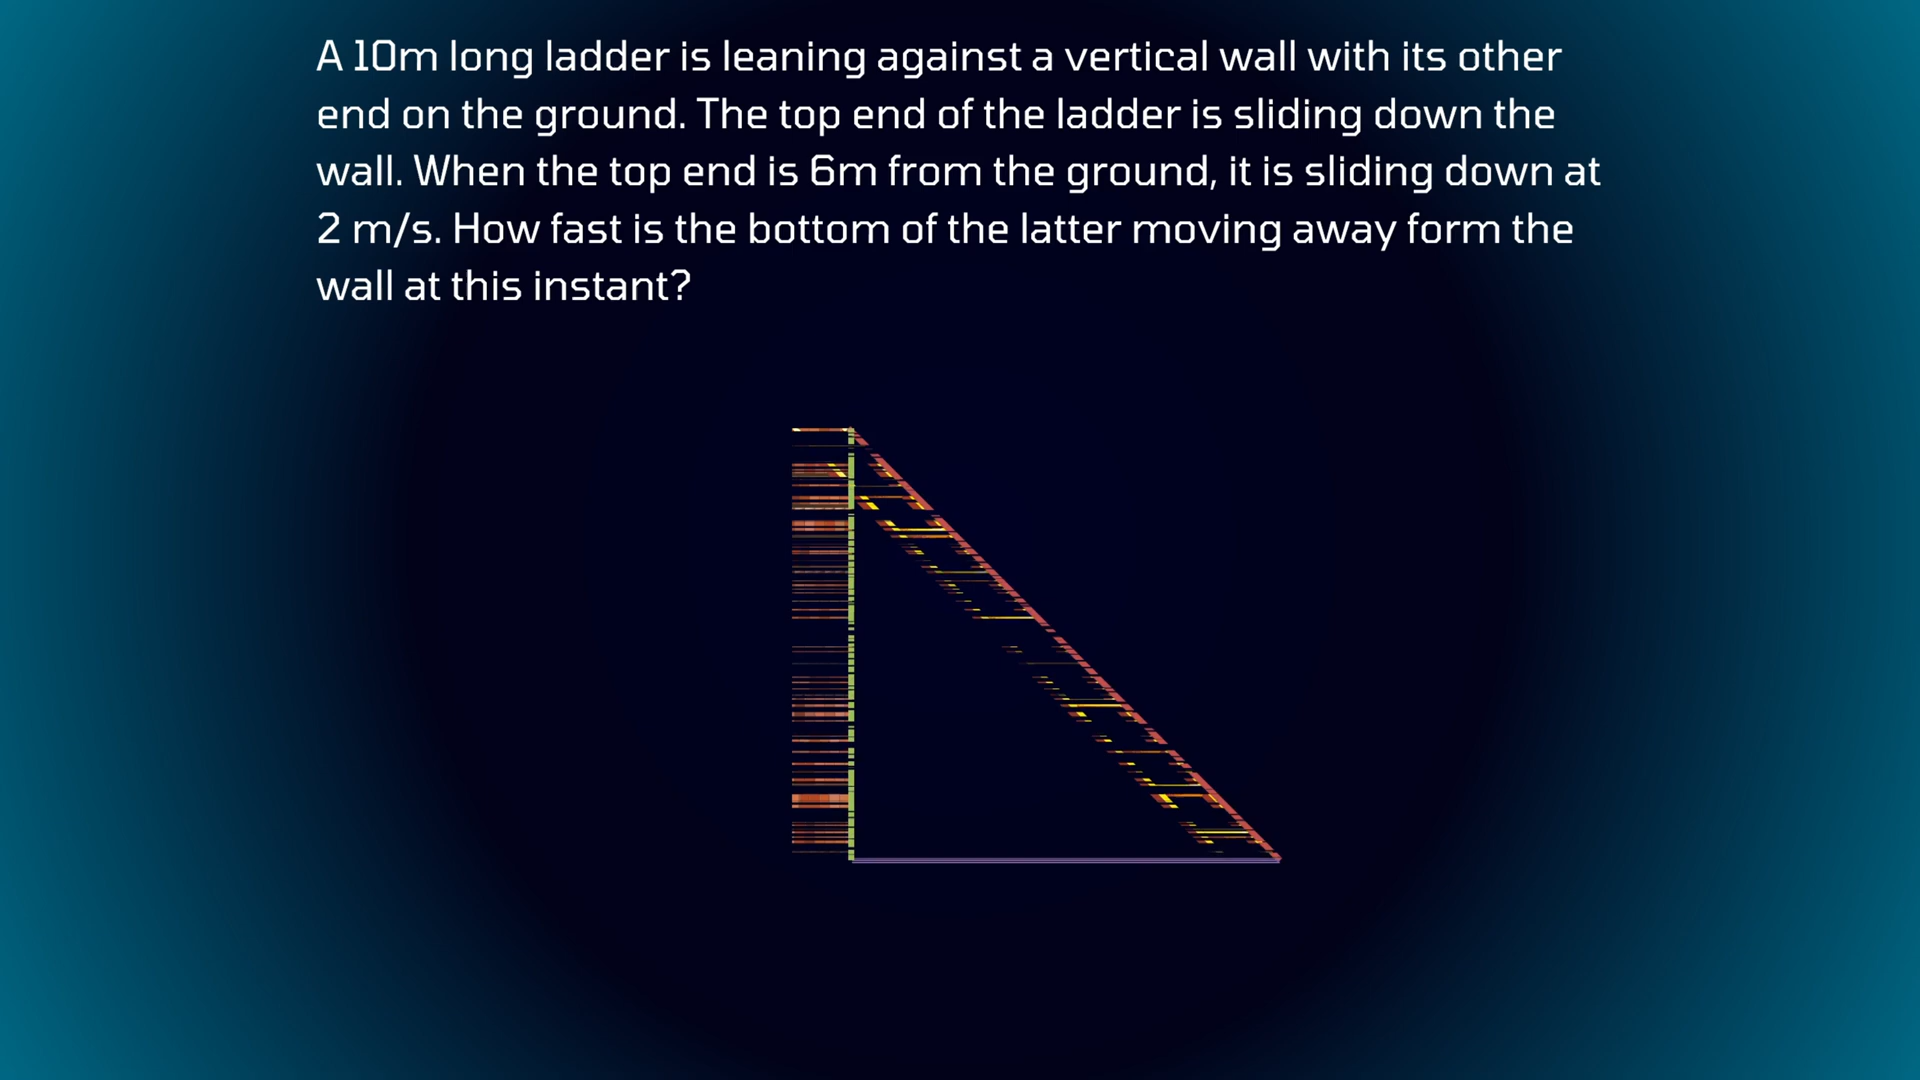 A 10m long ladder is leaning against a vertical wall with its other
end on the ground. The top end of the ladder is sliding down the
wall. When the top end is 6m from the ground, it is sliding down at
2 m/s. How fast is the bottom of the latter moving away form the
wall at this instant?